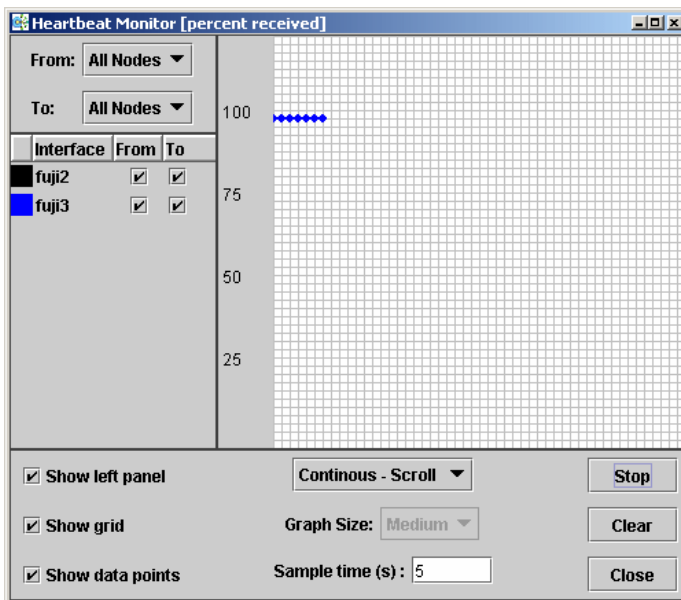 Heartbeat Monitor [percent received]
From: All Nodes
To: All Nodes
Interface From To
fuji2
fuji3
100
75
50
25
Show left panel
Continous - Scroll
Stop
Show grid
Graph Size: Medium
Clear
Show data points
Sample time (s) : 5
Close